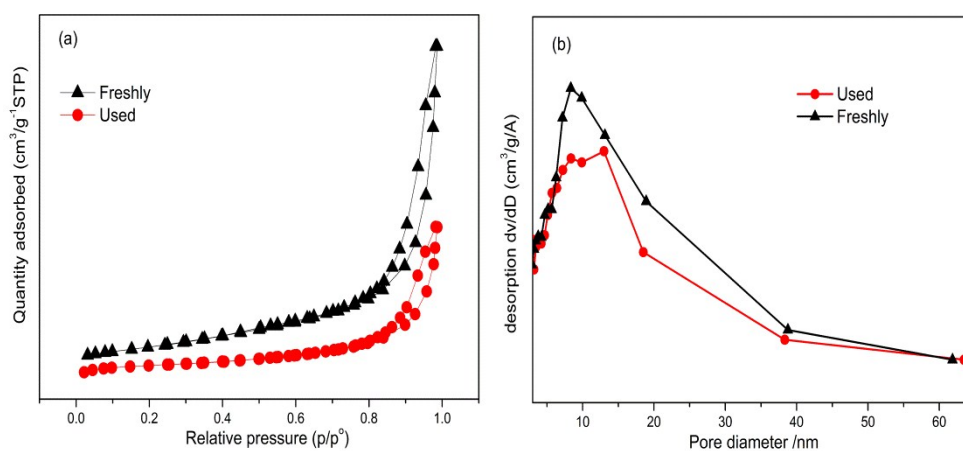 (a)
Freshly
Used
Quantity adsorbed (cm³/g⁻¹STP)
0.0 0.2 0.4 0.6 0.8 1.0
Relative pressure (p/pᵒ)
(b)
Used
Freshly
desorption dv/dD (cm³/g/A)
10 20 30 40 50 60
Pore diameter /nm